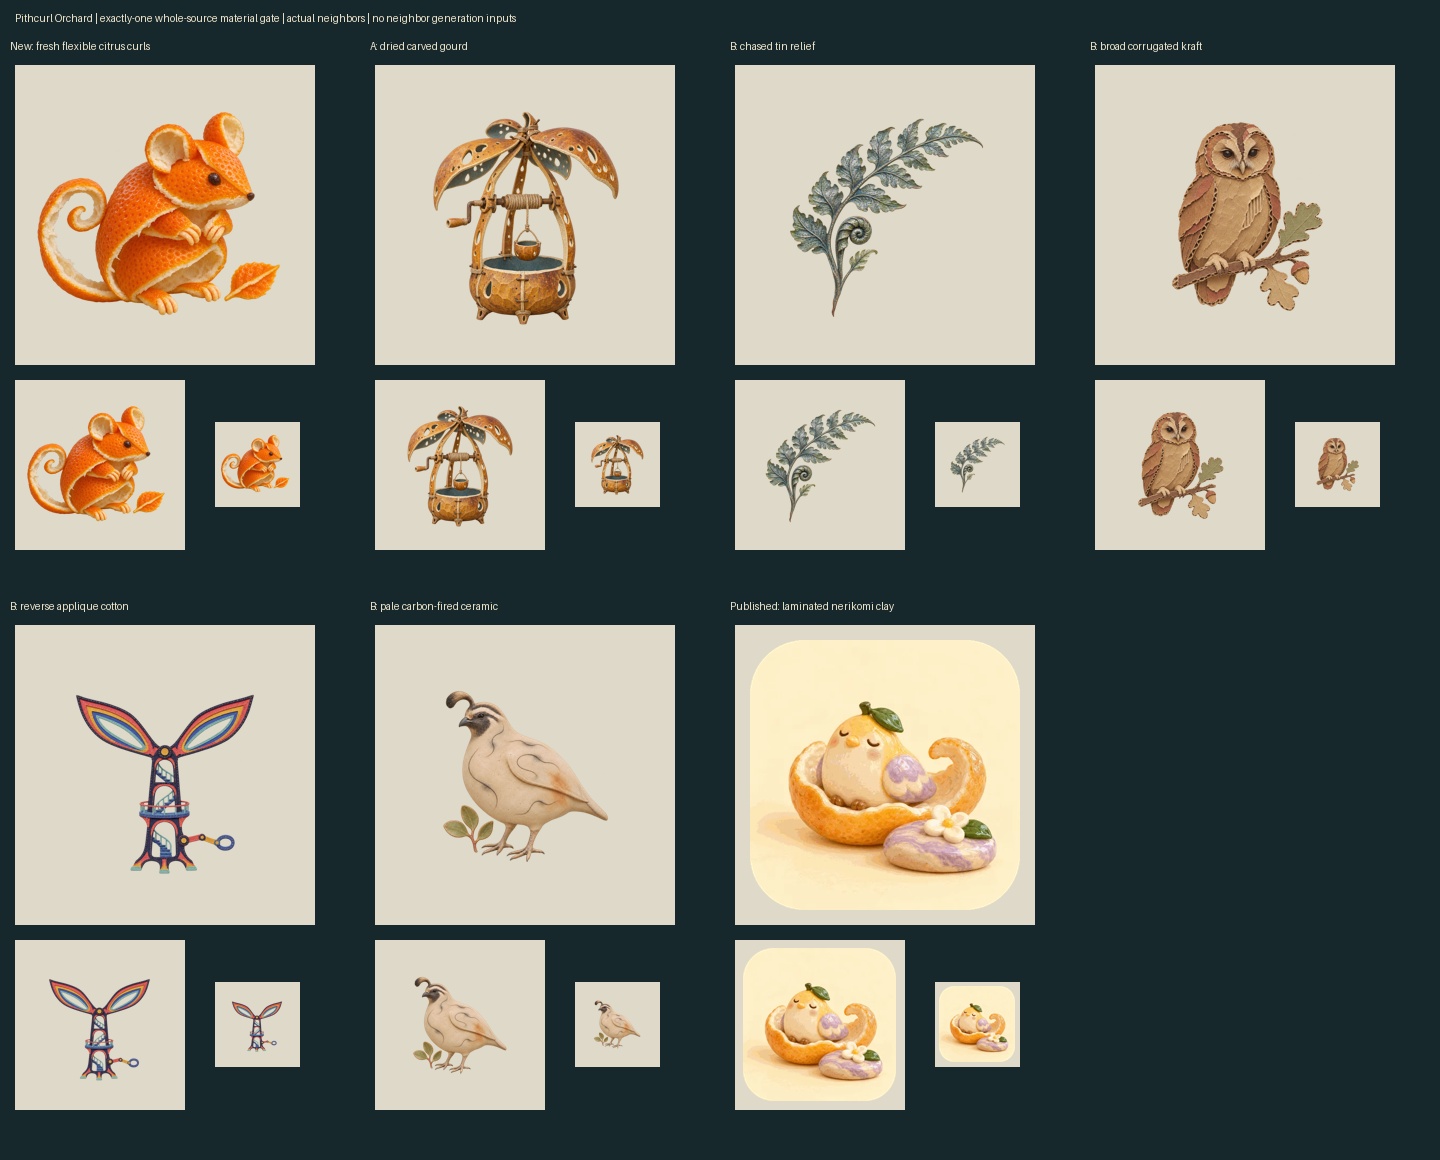 Pithcurl Orchard | exactly-one whole-source material gate | actual neighbors | no neighbor generation inputs
New: fresh flexible citrus curls
A: dried carved gourd
B: chased tin relief
B: broad corrugated kraft
B: reverse applique cotton
B: pale carbon-fired ceramic
Published: laminated nerikomi clay